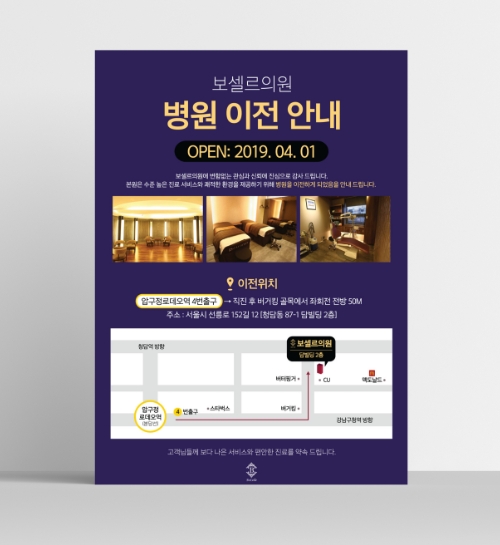 보셀르의원
병원 이전 안내
OPEN: 2019. 04. 01
보셀르의원에 변함없는 관심과 신뢰에 진심으로 감사 드립니다.
본원은 수준 높은 진료 서비스와 쾌적한 환경을 제공하기 위해 병원을 이전하게 되었음을 안내 드립니다.
이전위치
압구정로데오역 4번출구 → 직진 후 버거킹 골목에서 좌회전 전방 50M
주소 : 서울시 선릉로 152길 12 [청담동 87-1 담빌딩 2층]
보셀르의원
담빌딩 2층
청담역 방향
버터핑거
CU
맥도날드
압구정
로데오역
(분당선)
4 번출구
스타벅스
버거킹
강남구청역 방향
고객님들께 보다 나은 서비스와 편안한 진료를 약속 드립니다.